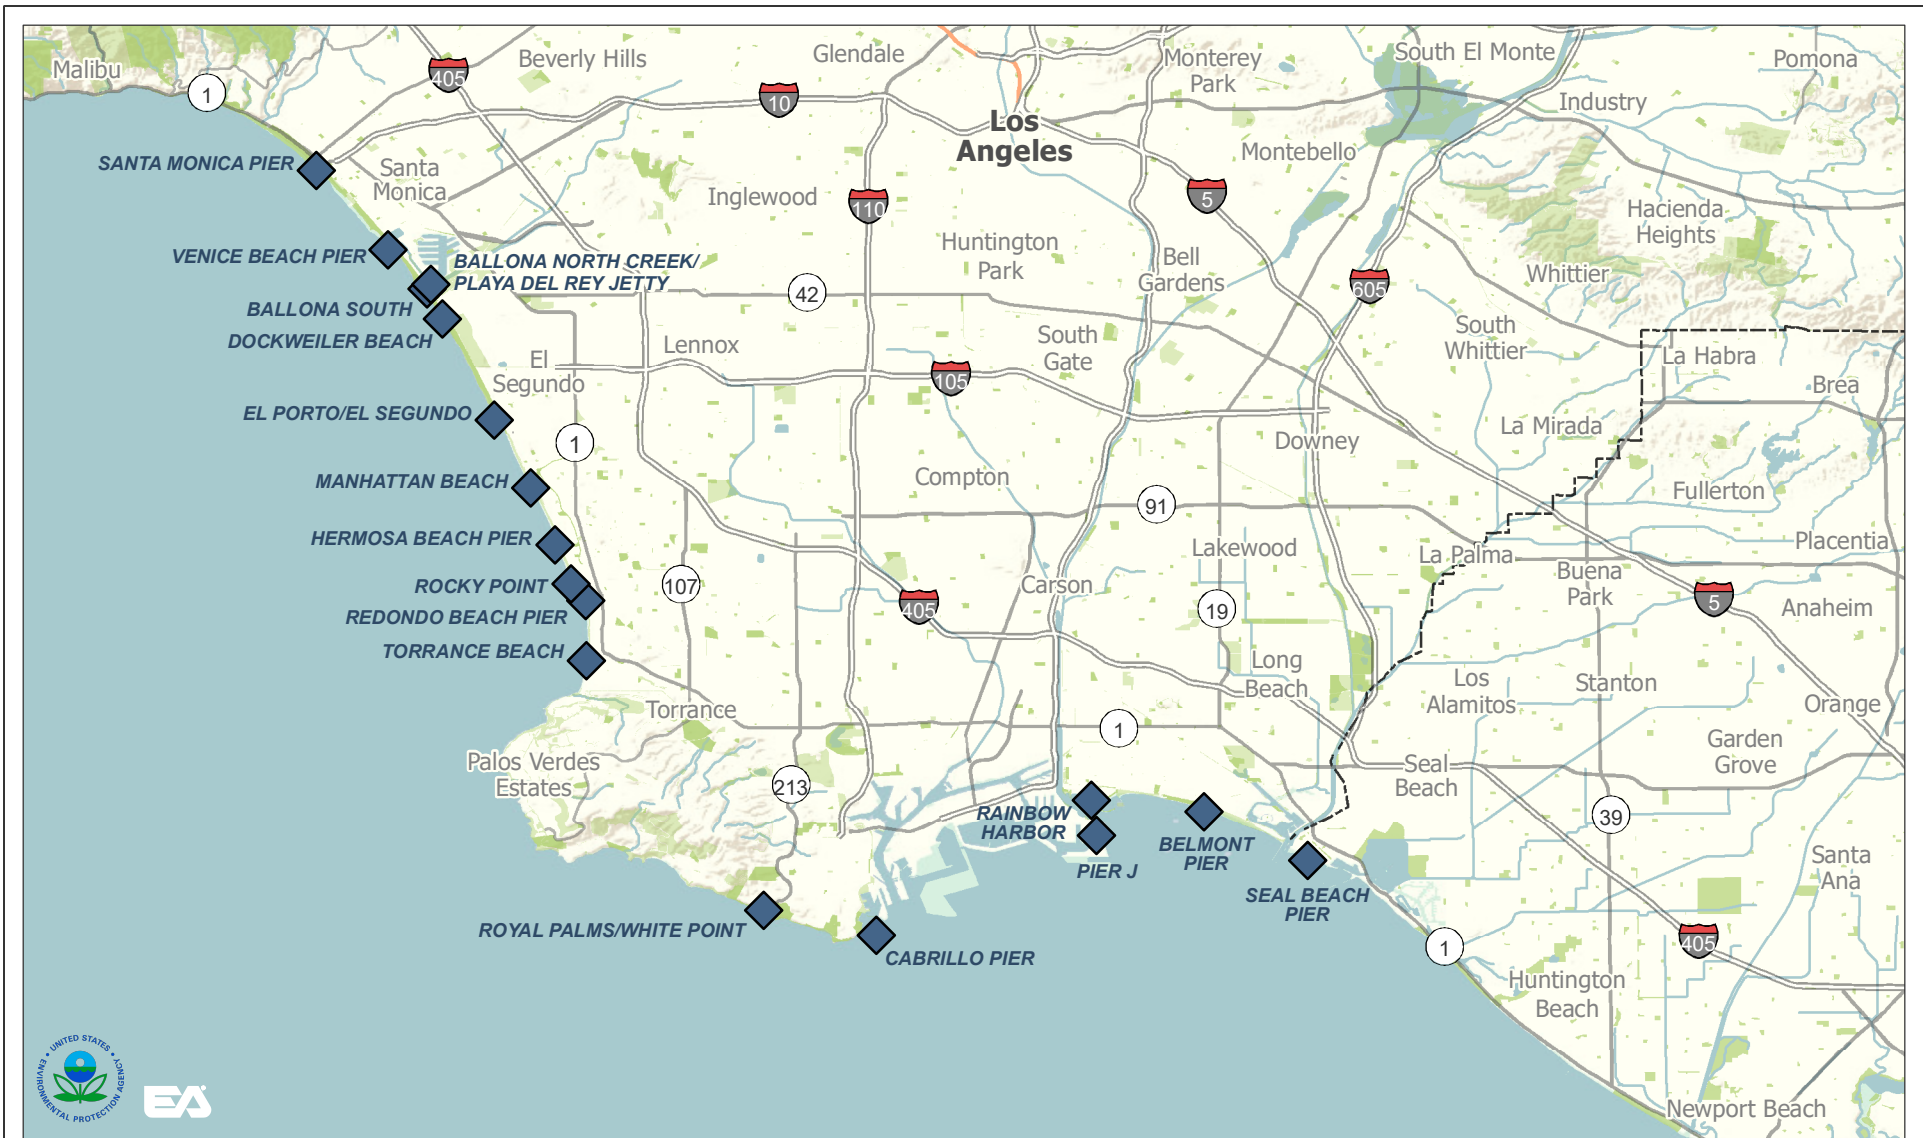 Malibu
1
405
Beverly Hills
Glendale
10
Monterey
Park
South El Monte
Pomona
Industry
Los
Angeles
Montebello
SANTA MONICA PIER
Santa
Monica
Inglewood
110
5
Hacienda
Heights
VENICE BEACH PIER
BALLONA NORTH CREEK/
PLAYA DEL REY JETTY
Huntington
Park
Bell
Gardens
605
Whittier
42
BALLONA SOUTH
DOCKWEILER BEACH
El
Segundo
Lennox
South
Gate
South
Whittier
La Habra
Brea
105
EL PORTO/EL SEGUNDO
1
Downey
La Mirada
MANHATTAN BEACH
Compton
91
Fullerton
HERMOSA BEACH PIER
Lakewood
La Palma
Placentia
ROCKY POINT
107
Carson
Buena
Park
REDONDO BEACH PIER
405
19
5
Anaheim
TORRANCE BEACH
Long
Beach
Los
Alamitos
Stanton
Torrance
1
Orange
Palos Verdes
Estates
213
Seal
Beach
Garden
Grove
RAINBOW
HARBOR
39
PIER J
BELMONT
PIER
Santa
Ana
SEAL BEACH
PIER
ROYAL PALMS/WHITE POINT
CABRILLO PIER
1
405
Huntington
Beach
Newport Beach
UNITED STATES
ENVIRONMENTAL PROTECTION AGENCY
EA